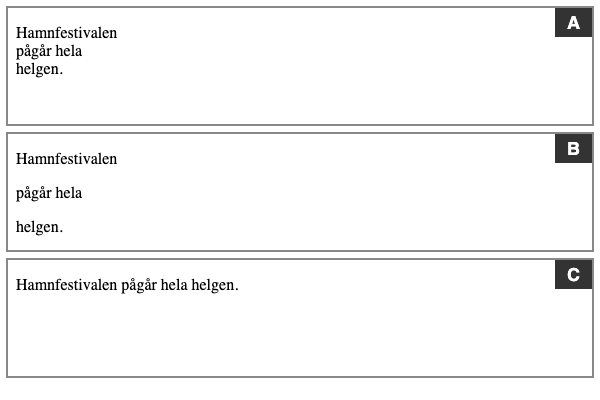 A
Hamnfestivalen
pågår hela
helgen.
B
Hamnfestivalen
pågår hela
helgen.
C
Hamnfestivalen pågår hela helgen.